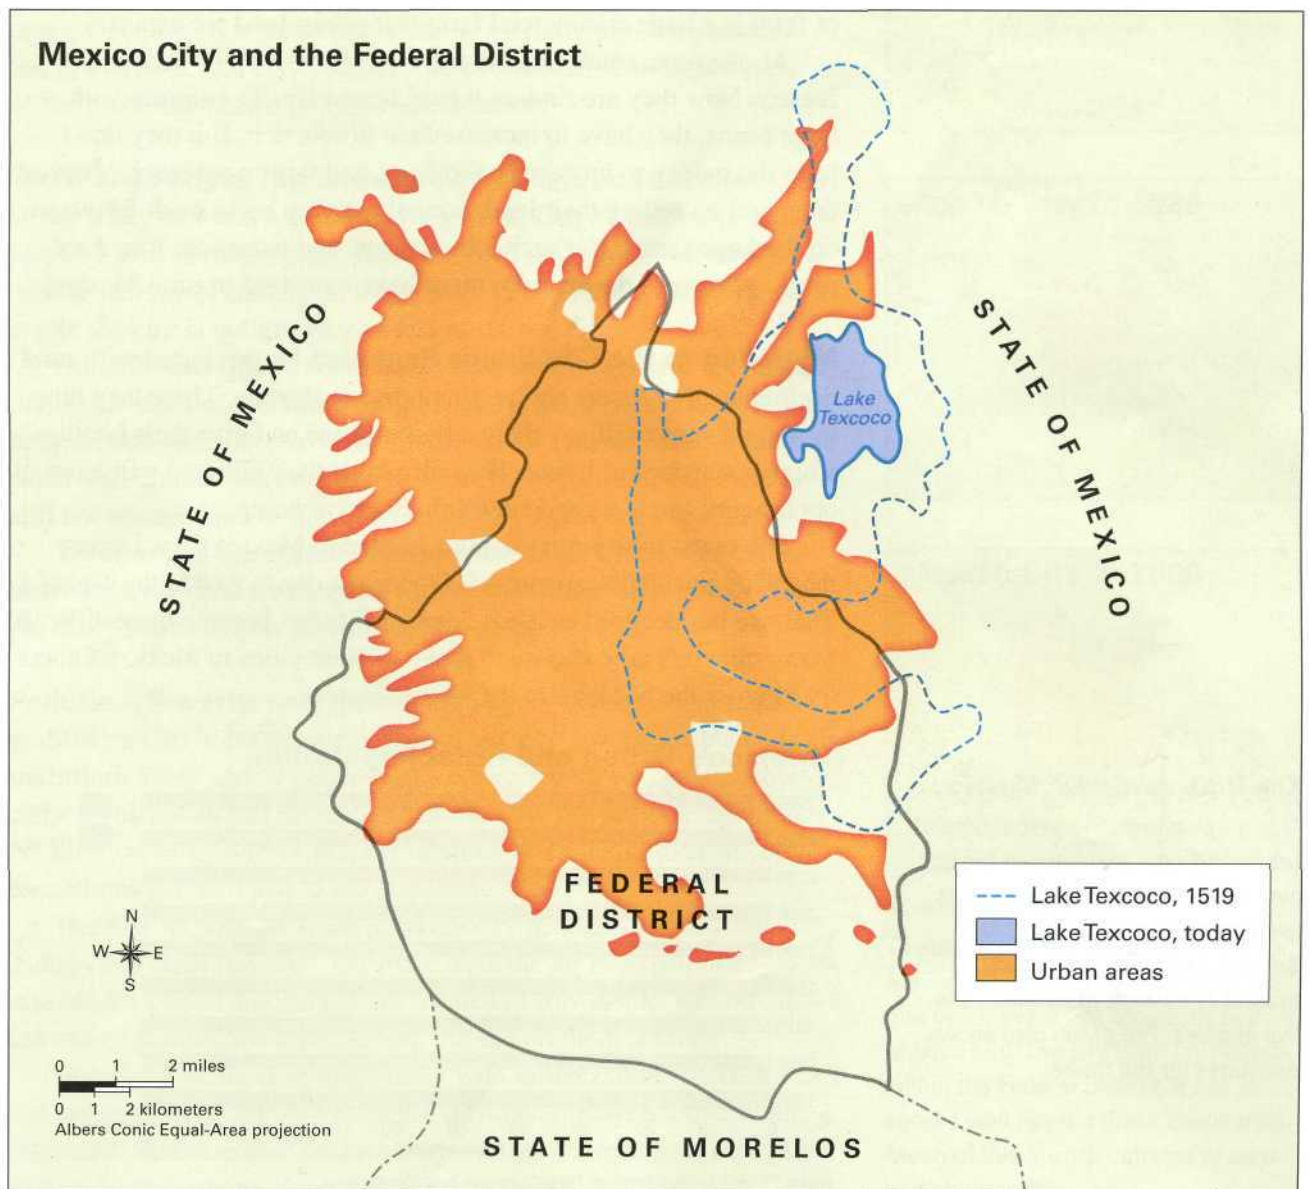 Mexico City and the Federal District
STATE OF MEXICO
STATE OF MEXICO
Lake
Texcoco
FEDERAL
DISTRICT
Lake Texcoco, 1519
Lake Texcoco, today
Urban areas
N
W E
S
0 1 2 miles
0 1 2 kilometers
Albers Conic Equal-Area projection
STATE OF MORELOS